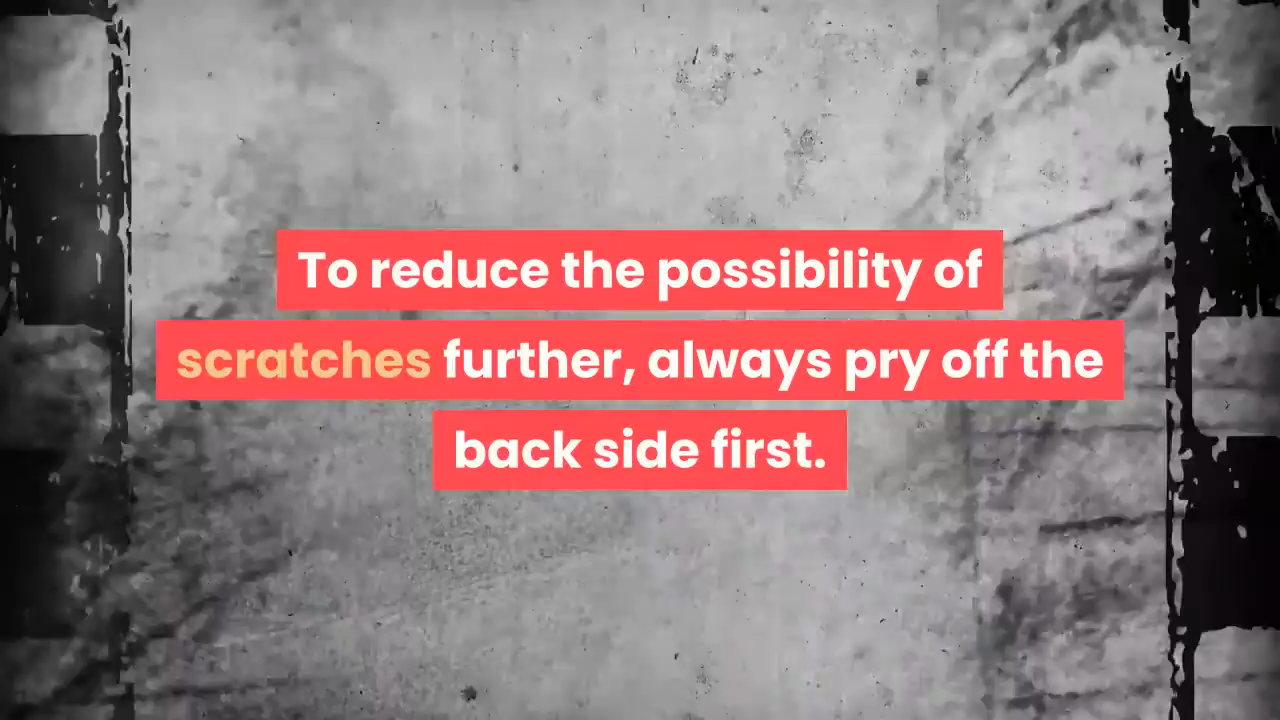 To reduce the possibility of
scratches further, always pry off the
back side first.